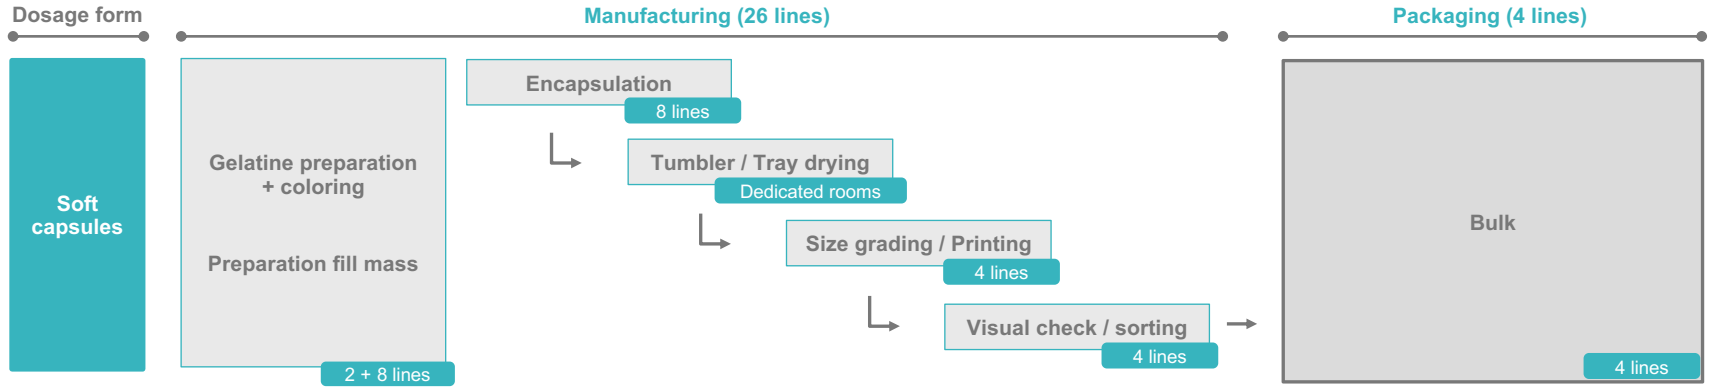 Dosage form
Manufacturing (26 lines)
Packaging (4 lines)
Soft
capsules
Gelatine preparation
+ coloring
Preparation fill mass
2 + 8 lines
Encapsulation
8 lines
Tumbler / Tray drying
Dedicated rooms
Size grading / Printing
4 lines
Visual check / sorting
4 lines
Bulk
4 lines